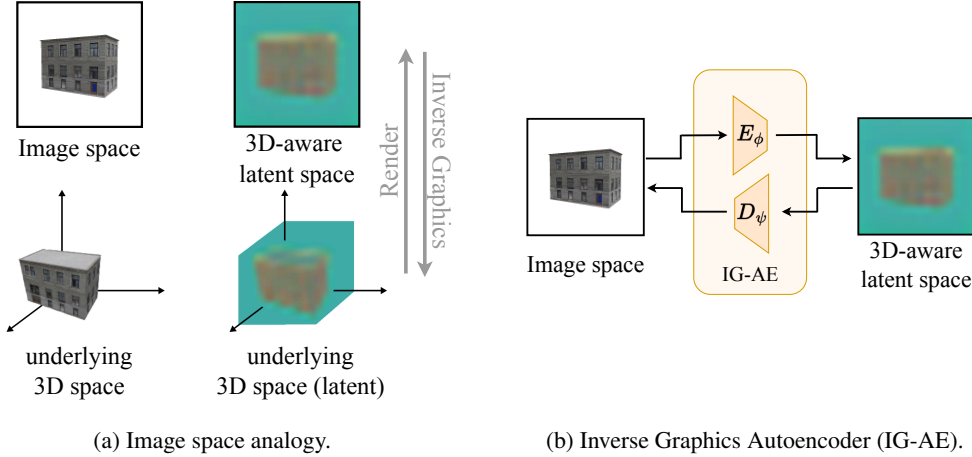 Image space
3D-aware
latent space
Render
Inverse Graphics
underlying
3D space
underlying
3D space (latent)
(a) Image space analogy.
Image space
E_ϕ
D_ψ
IG-AE
3D-aware
latent space
(b) Inverse Graphics Autoencoder (IG-AE).